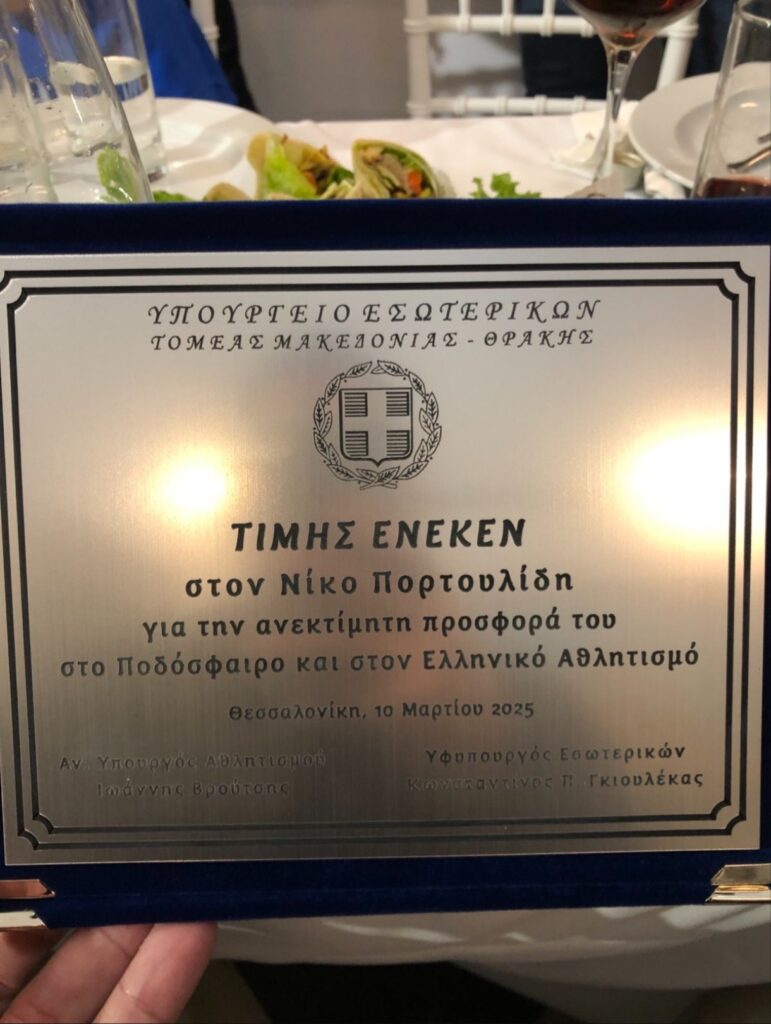 ΥΠΟΥΡΓΕΙΟ ΕΣΩΤΕΡΙΚΩΝ
ΤΟΜΕΑΣ ΜΑΚΕΔΟΝΙΑΣ - ΘΡΑΚΗΣ
ΤΙΜΗΣ ΕΝΕΚΕΝ
στον Νίκο Πορτουλίδη
για την ανεκτίμητη προσφορά του
στο Ποδόσφαιρο και στον Ελληνικό Αθλητισμό
Θεσσαλονίκη, 10 Μαρτίου 2025
Αν. Υπουργός Αθλητισμού
Ιωάννης Βρούτσης
Υφυπουργός Εσωτερικών
Κωνσταντίνος Π. Γκιουλέκας